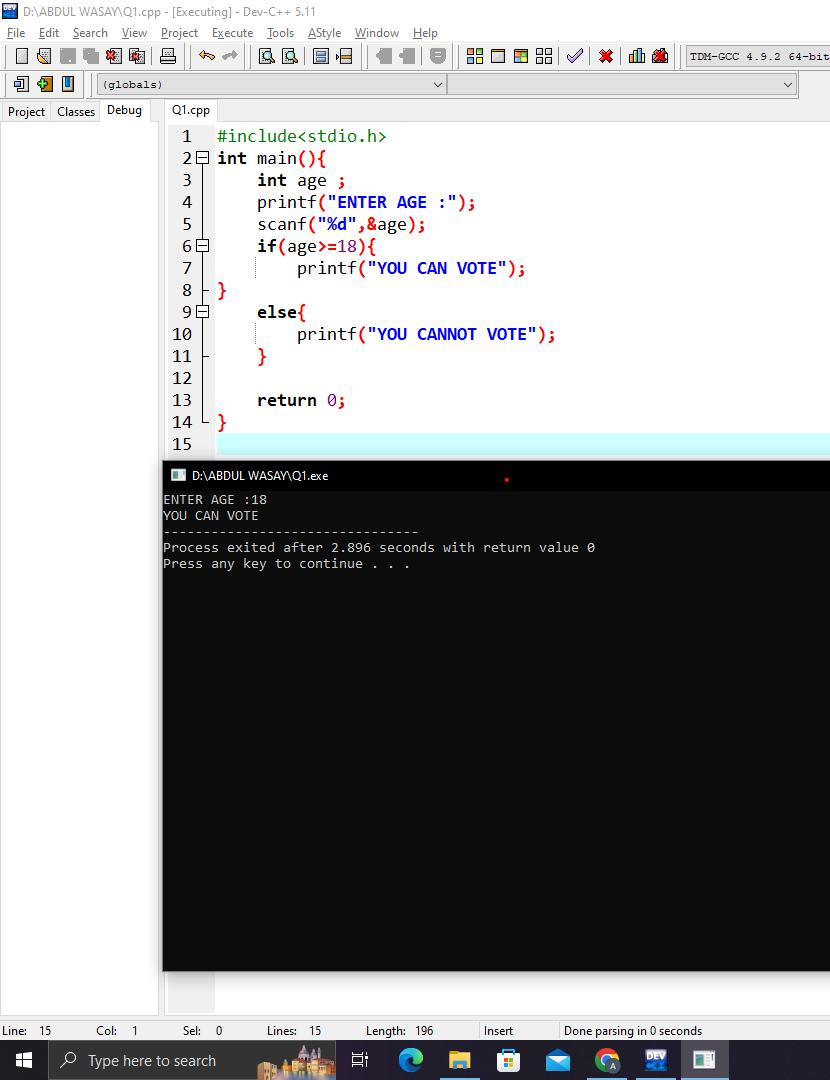 D:\ABDUL WASAY\Q1.cpp - [Executing] - Dev-C++ 5.11
File Edit Search View Project Execute Tools AStyle Window Help
TDM-GCC 4.9.2 64-bit
(globals)
Project Classes Debug Q1.cpp
1 #include<stdio.h>
2 int main(){
3 int age ;
4 printf("ENTER AGE :");
5 scanf("%d",&age);
6 if(age>=18){
7 printf("YOU CAN VOTE");
8 }
9 else{
10 printf("YOU CANNOT VOTE");
11 }
12
13 return 0;
14 }
15
D:\ABDUL WASAY\Q1.exe
ENTER AGE :18
YOU CAN VOTE
--------------------------------
Process exited after 2.896 seconds with return value 0
Press any key to continue . . .
Line: 15 Col: 1 Sel: 0 Lines: 15 Length: 196 Insert Done parsing in 0 seconds
Type here to search
A
DEV